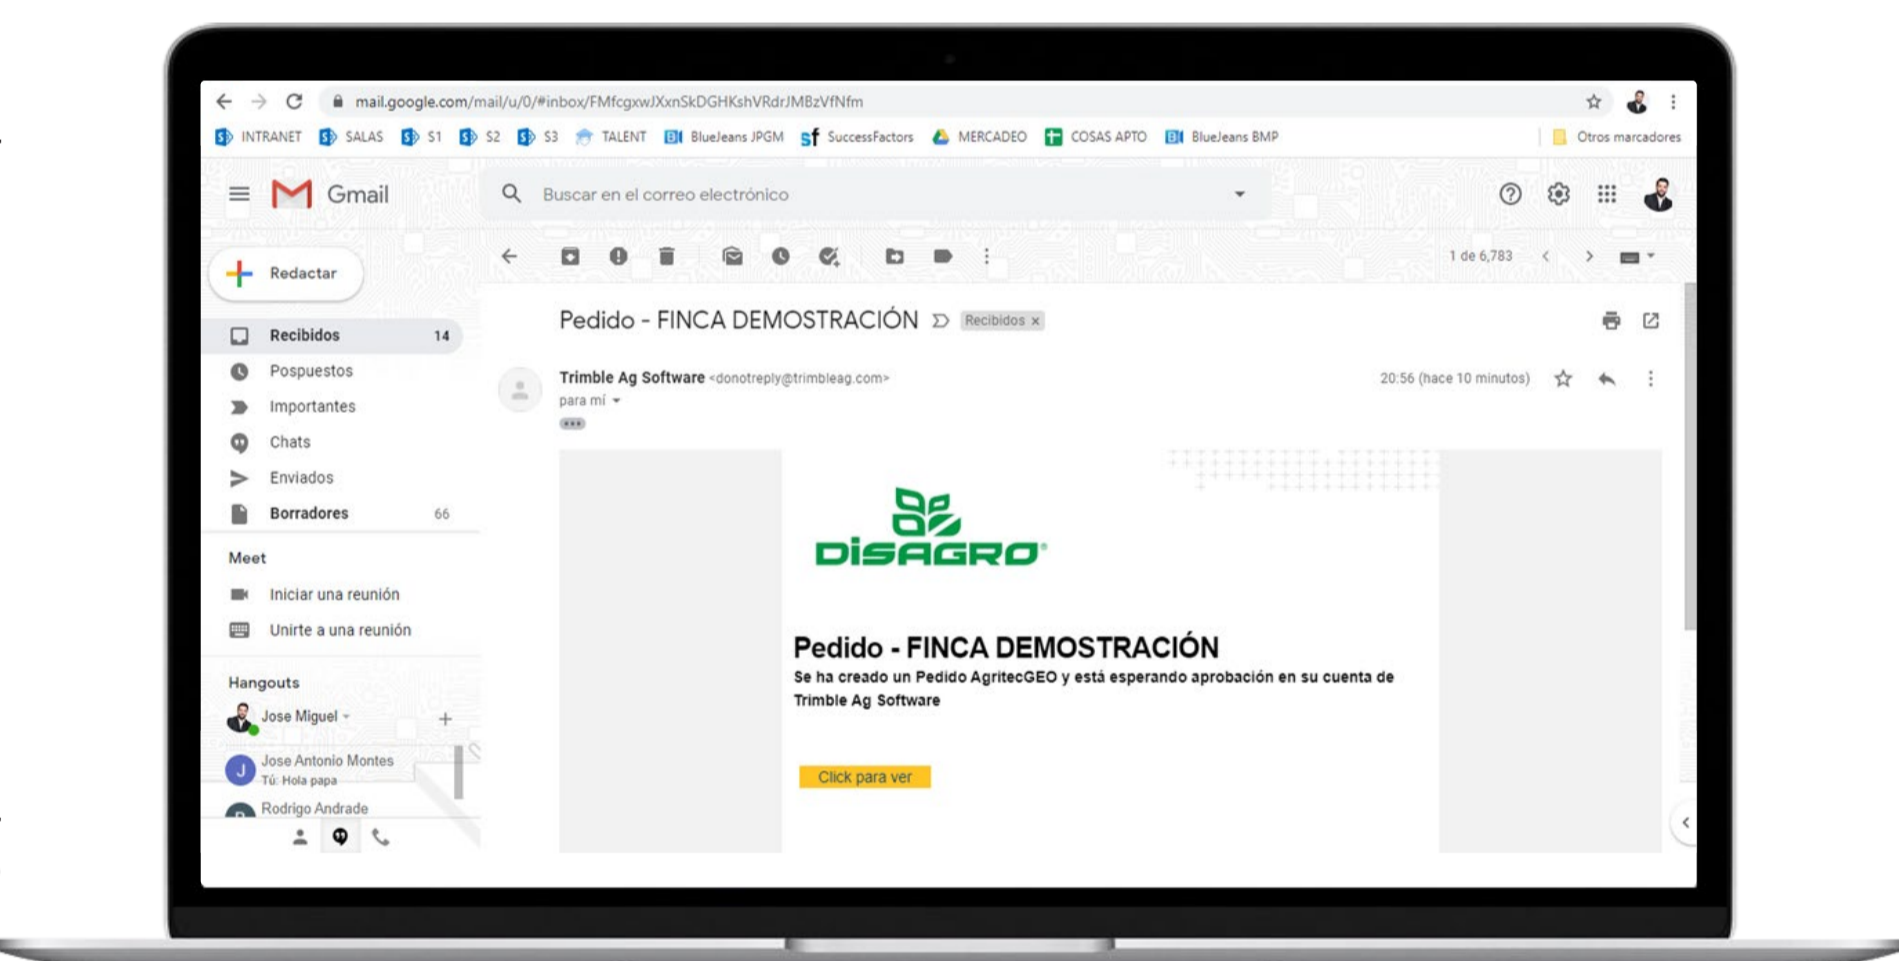 mail.google.com/mail/u/0/#inbox/FMfcgxwJXxnSkDGHKshVRdrJMBzVfNfm
INTRANET SALAS S1 S2 S3 TALENT BlueJeans JPGM SuccessFactors MERCADEO COSAS APTO BlueJeans BMP Otros marcadores
Gmail Buscar en el correo electrónico
Redactar
1 de 6,783
Recibidos 14
Pospuestos
Importantes
Chats
Enviados
Borradores 66
Meet
Iniciar una reunión
Unirte a una reunión
Hangouts
Jose Miguel
J
Jose Antonio Montes
Tú: Hola papa
Rodrigo Andrade
Pedido - FINCA DEMOSTRACIÓN Recibidos x
Trimble Ag Software <donotreply@trimbleag.com> 20:56 (hace 10 minutos)
para mí
DiSAGRO®
Pedido - FINCA DEMOSTRACIÓN
Se ha creado un Pedido AgritecGEO y está esperando aprobación en su cuenta de
Trimble Ag Software
Click para ver